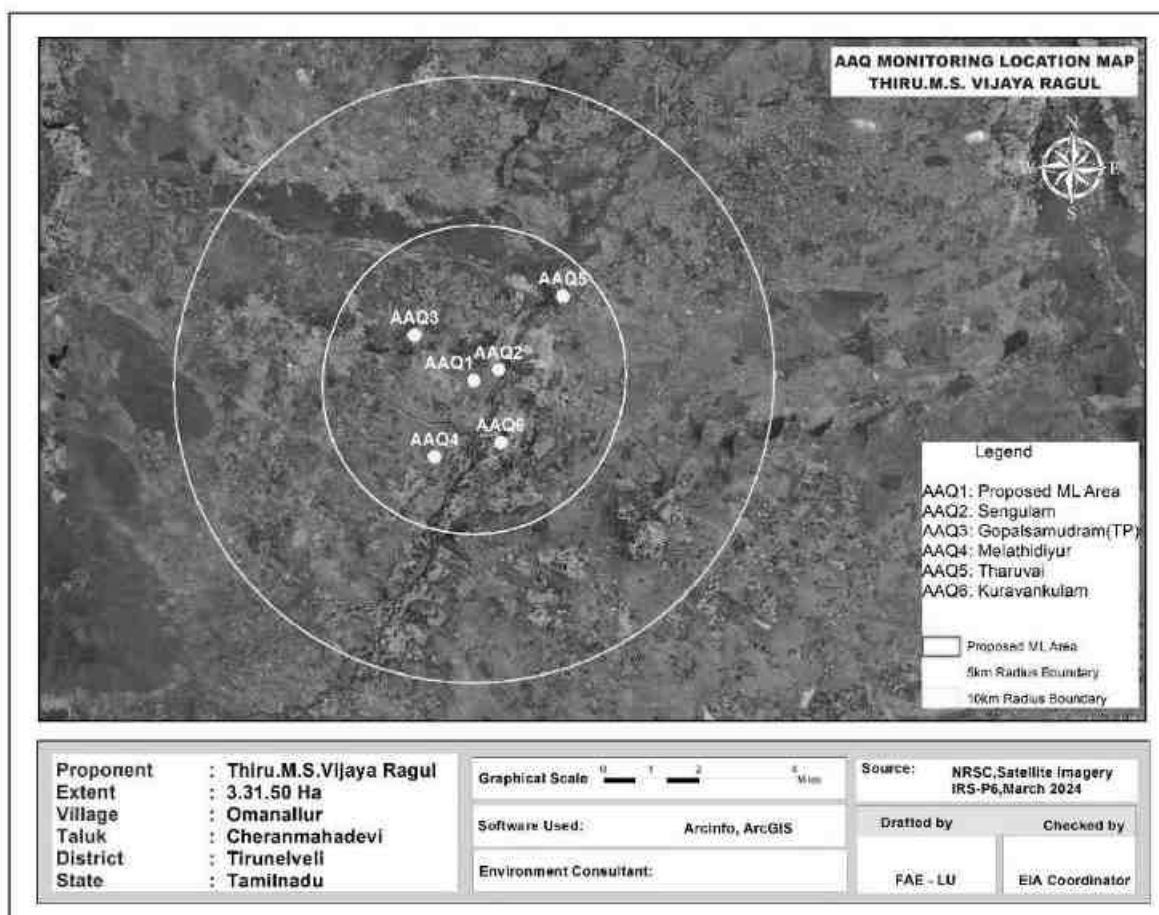 AAQ MONITORING LOCATION MAP
THIRU.M.S. VIJAYA RAGUL
N
E
S
AAQ5
AAQ3
AAQ2
AAQ1
AAQ6
AAQ4
Legend
AAQ1: Proposed ML Area
AAQ2: Sengulam
AAQ3: Gopalsamudram(TP)
AAQ4: Melathidiyur
AAQ5: Tharuvai
AAQ6: Kuravankulam
Proposed ML Area
5km Radius Boundary
10km Radius Boundary
Proponent : Thiru.M.S.Vijaya Ragul
Extent : 3.31.50 Ha
Village : Omanallur
Taluk : Cheranmahadevi
District : Tirunelveli
State : Tamilnadu
Graphical Scale 0 1 2 4 Miles
Software Used: Arcinfo, ArcGIS
Environment Consultant:
Source: NRSC,Satellite Imagery
IRS-P6,March 2024
Drafted by Checked by
FAE - LU EIA Coordinator